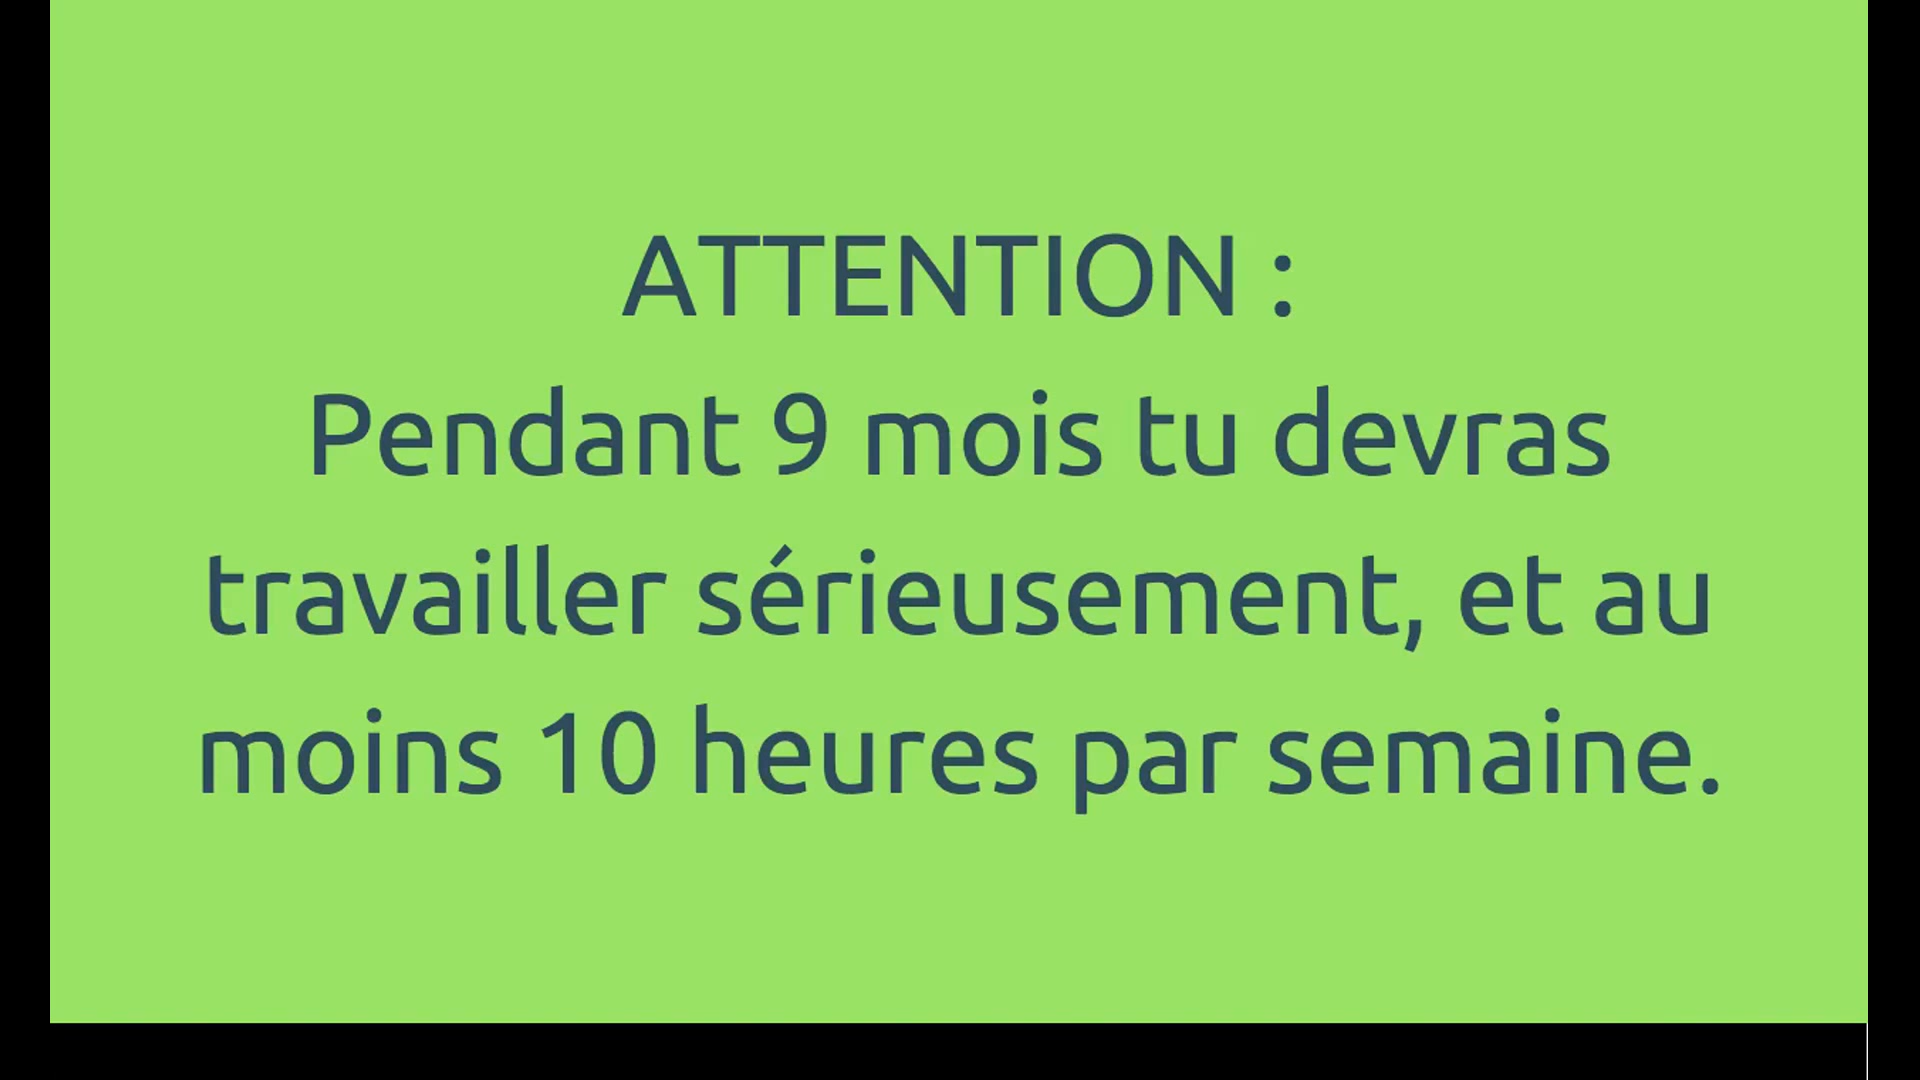 ATTENTION :
Pendant 9 mois tu devras
travailler sérieusement, et au
moins 10 heures par semaine.